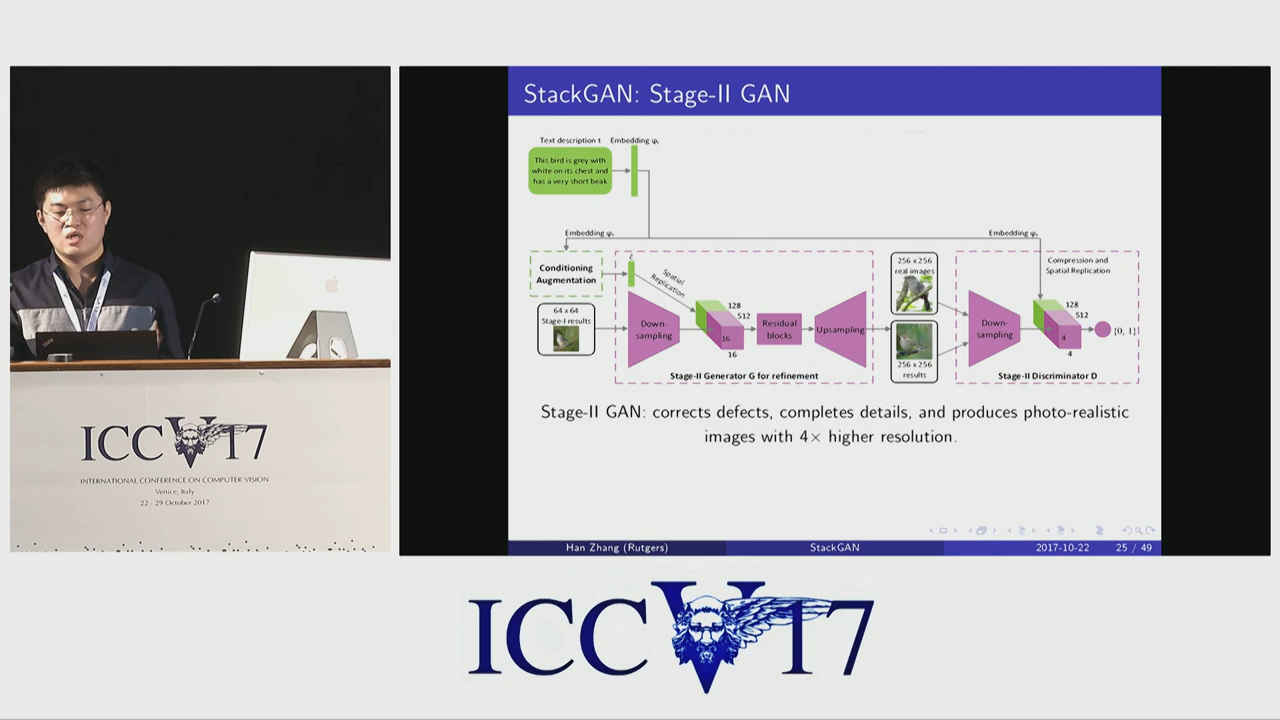 StackGAN: Stage-II GAN
Text description t
Embedding φt
This bird is grey with
white on its chest and
has a very short beak
Embedding φt
Embedding φt
Conditioning
Augmentation
ĉ
Spatial
Replication
64 x 64
Stage-I results
Down-
sampling
128
512
16
16
Residual
blocks
Upsampling
Stage-II Generator G for refinement
256 x 256
real images
256 x 256
results
Compression and
Spatial Replication
Down-
sampling
128
512
4
4
{0, 1}
Stage-II Discriminator D
Stage-II GAN: corrects defects, completes details, and produces photo-realistic
images with 4× higher resolution.
Han Zhang (Rutgers)
StackGAN
2017-10-22
25 / 49
ICCV17
INTERNATIONAL CONFERENCE ON COMPUTER VISION
Venice, Italy
22 - 29 October 2017
ICCV17